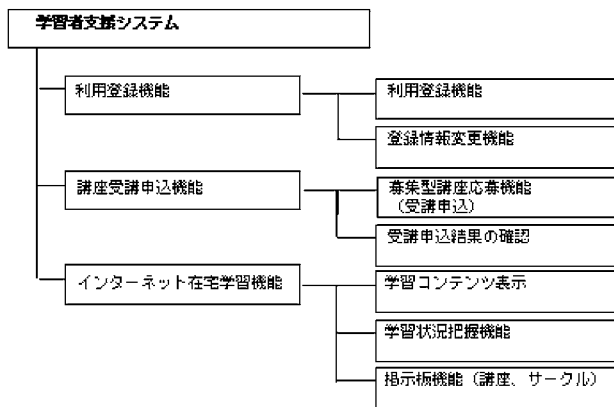 学習者支援システム
利用登録機能
利用登録機能
登録情報変更機能
講座受講申込機能
募集型講座応募機能
（受講申込）
受講申込結果の確認
インターネット在宅学習機能
学習コンテンツ表示
学習状況把握機能
掲示板機能（講座、サークル）